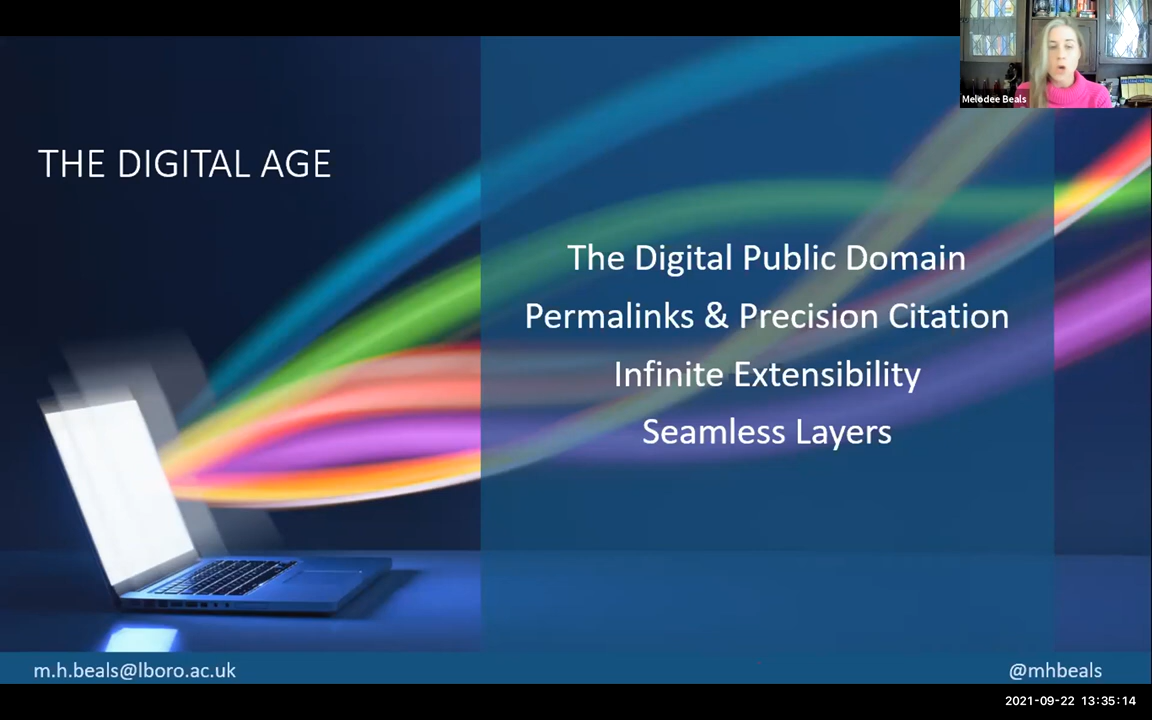 Melodee Beals
THE DIGITAL AGE
The Digital Public Domain
Permalinks & Precision Citation
Infinite Extensibility
Seamless Layers
m.h.beals@lboro.ac.uk
@mhbeals
2021-09-22 13:35:14